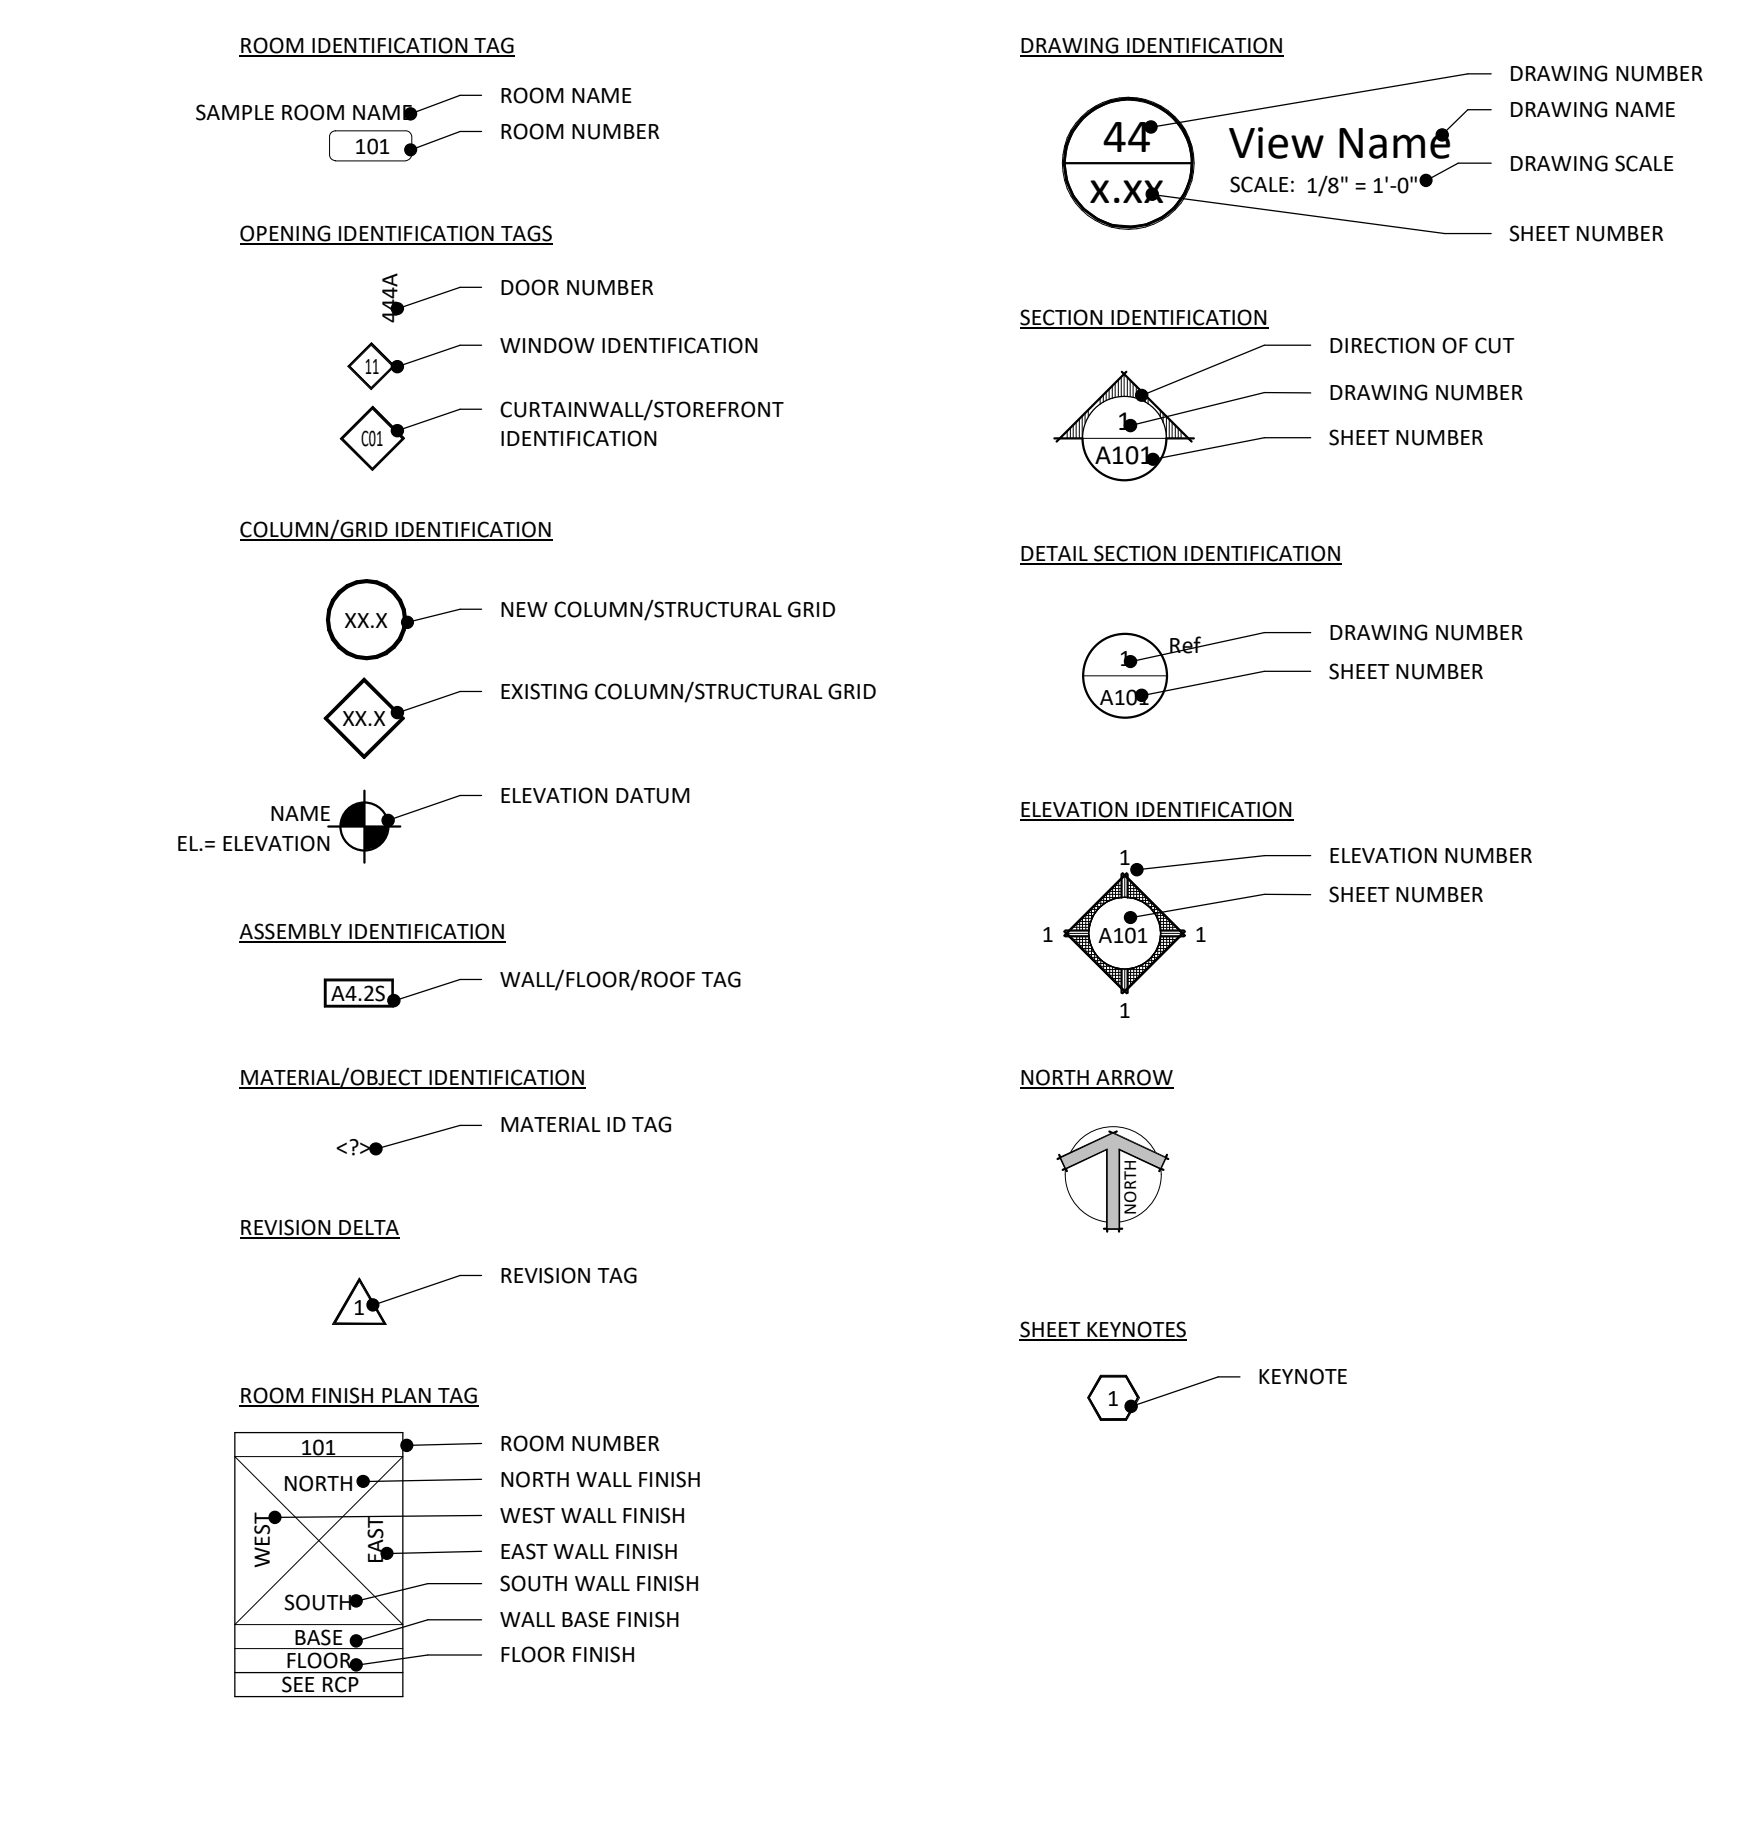 ROOM IDENTIFICATION TAG
SAMPLE ROOM NAME
101
ROOM NAME
ROOM NUMBER
OPENING IDENTIFICATION TAGS
444A
DOOR NUMBER
11
WINDOW IDENTIFICATION
C01
CURTAINWALL/STOREFRONT
IDENTIFICATION
COLUMN/GRID IDENTIFICATION
XX.X
NEW COLUMN/STRUCTURAL GRID
XX.X
EXISTING COLUMN/STRUCTURAL GRID
NAME
EL.= ELEVATION
ELEVATION DATUM
ASSEMBLY IDENTIFICATION
A4.2S
WALL/FLOOR/ROOF TAG
MATERIAL/OBJECT IDENTIFICATION
<?>
MATERIAL ID TAG
REVISION DELTA
1
REVISION TAG
ROOM FINISH PLAN TAG
101
NORTH
WEST
EAST
SOUTH
BASE
FLOOR
SEE RCP
ROOM NUMBER
NORTH WALL FINISH
WEST WALL FINISH
EAST WALL FINISH
SOUTH WALL FINISH
WALL BASE FINISH
FLOOR FINISH
DRAWING IDENTIFICATION
44
X.XX
View Name
SCALE: 1/8" = 1'-0"
DRAWING NUMBER
DRAWING NAME
DRAWING SCALE
SHEET NUMBER
SECTION IDENTIFICATION
1
A101
DIRECTION OF CUT
DRAWING NUMBER
SHEET NUMBER
DETAIL SECTION IDENTIFICATION
1
A101
Ref
DRAWING NUMBER
SHEET NUMBER
ELEVATION IDENTIFICATION
1
1
A101
1
1
ELEVATION NUMBER
SHEET NUMBER
NORTH ARROW
NORTH
SHEET KEYNOTES
1
KEYNOTE